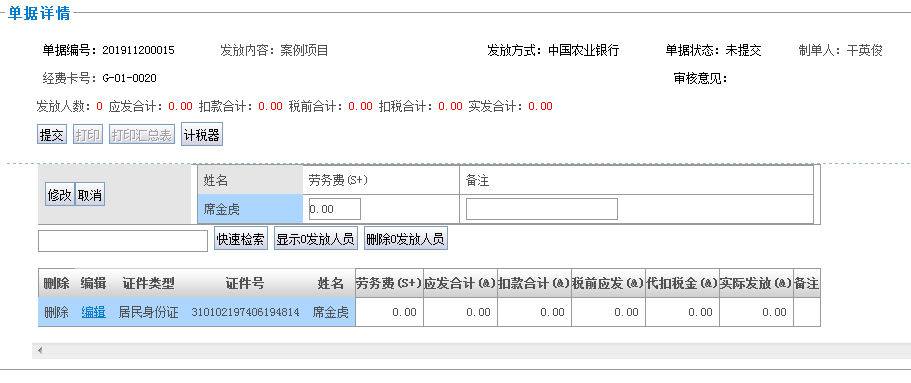 单据详情
单据编号：201911200015 发放内容：案例项目 发放方式：中国农业银行 单据状态：未提交 制单人：干英俊
经费卡号：G-01-0020 审核意见：
发放人数：0 应发合计：0.00 扣款合计：0.00 税前合计：0.00 扣税合计：0.00 实发合计：0.00
提交 打印 打印汇总表 计税器
姓名 劳务费(S+) 备注
修改 取消
席金虎 0.00
快速检索 显示0发放人员 删除0发放人员
删除 编辑 证件类型 证件号 姓名 劳务费(S+) 应发合计(&) 扣款合计(&) 税前应发(&) 代扣税金(&) 实际发放(&) 备注
删除 编辑 居民身份证 310102197406194814 席金虎 0.00 0.00 0.00 0.00 0.00 0.00